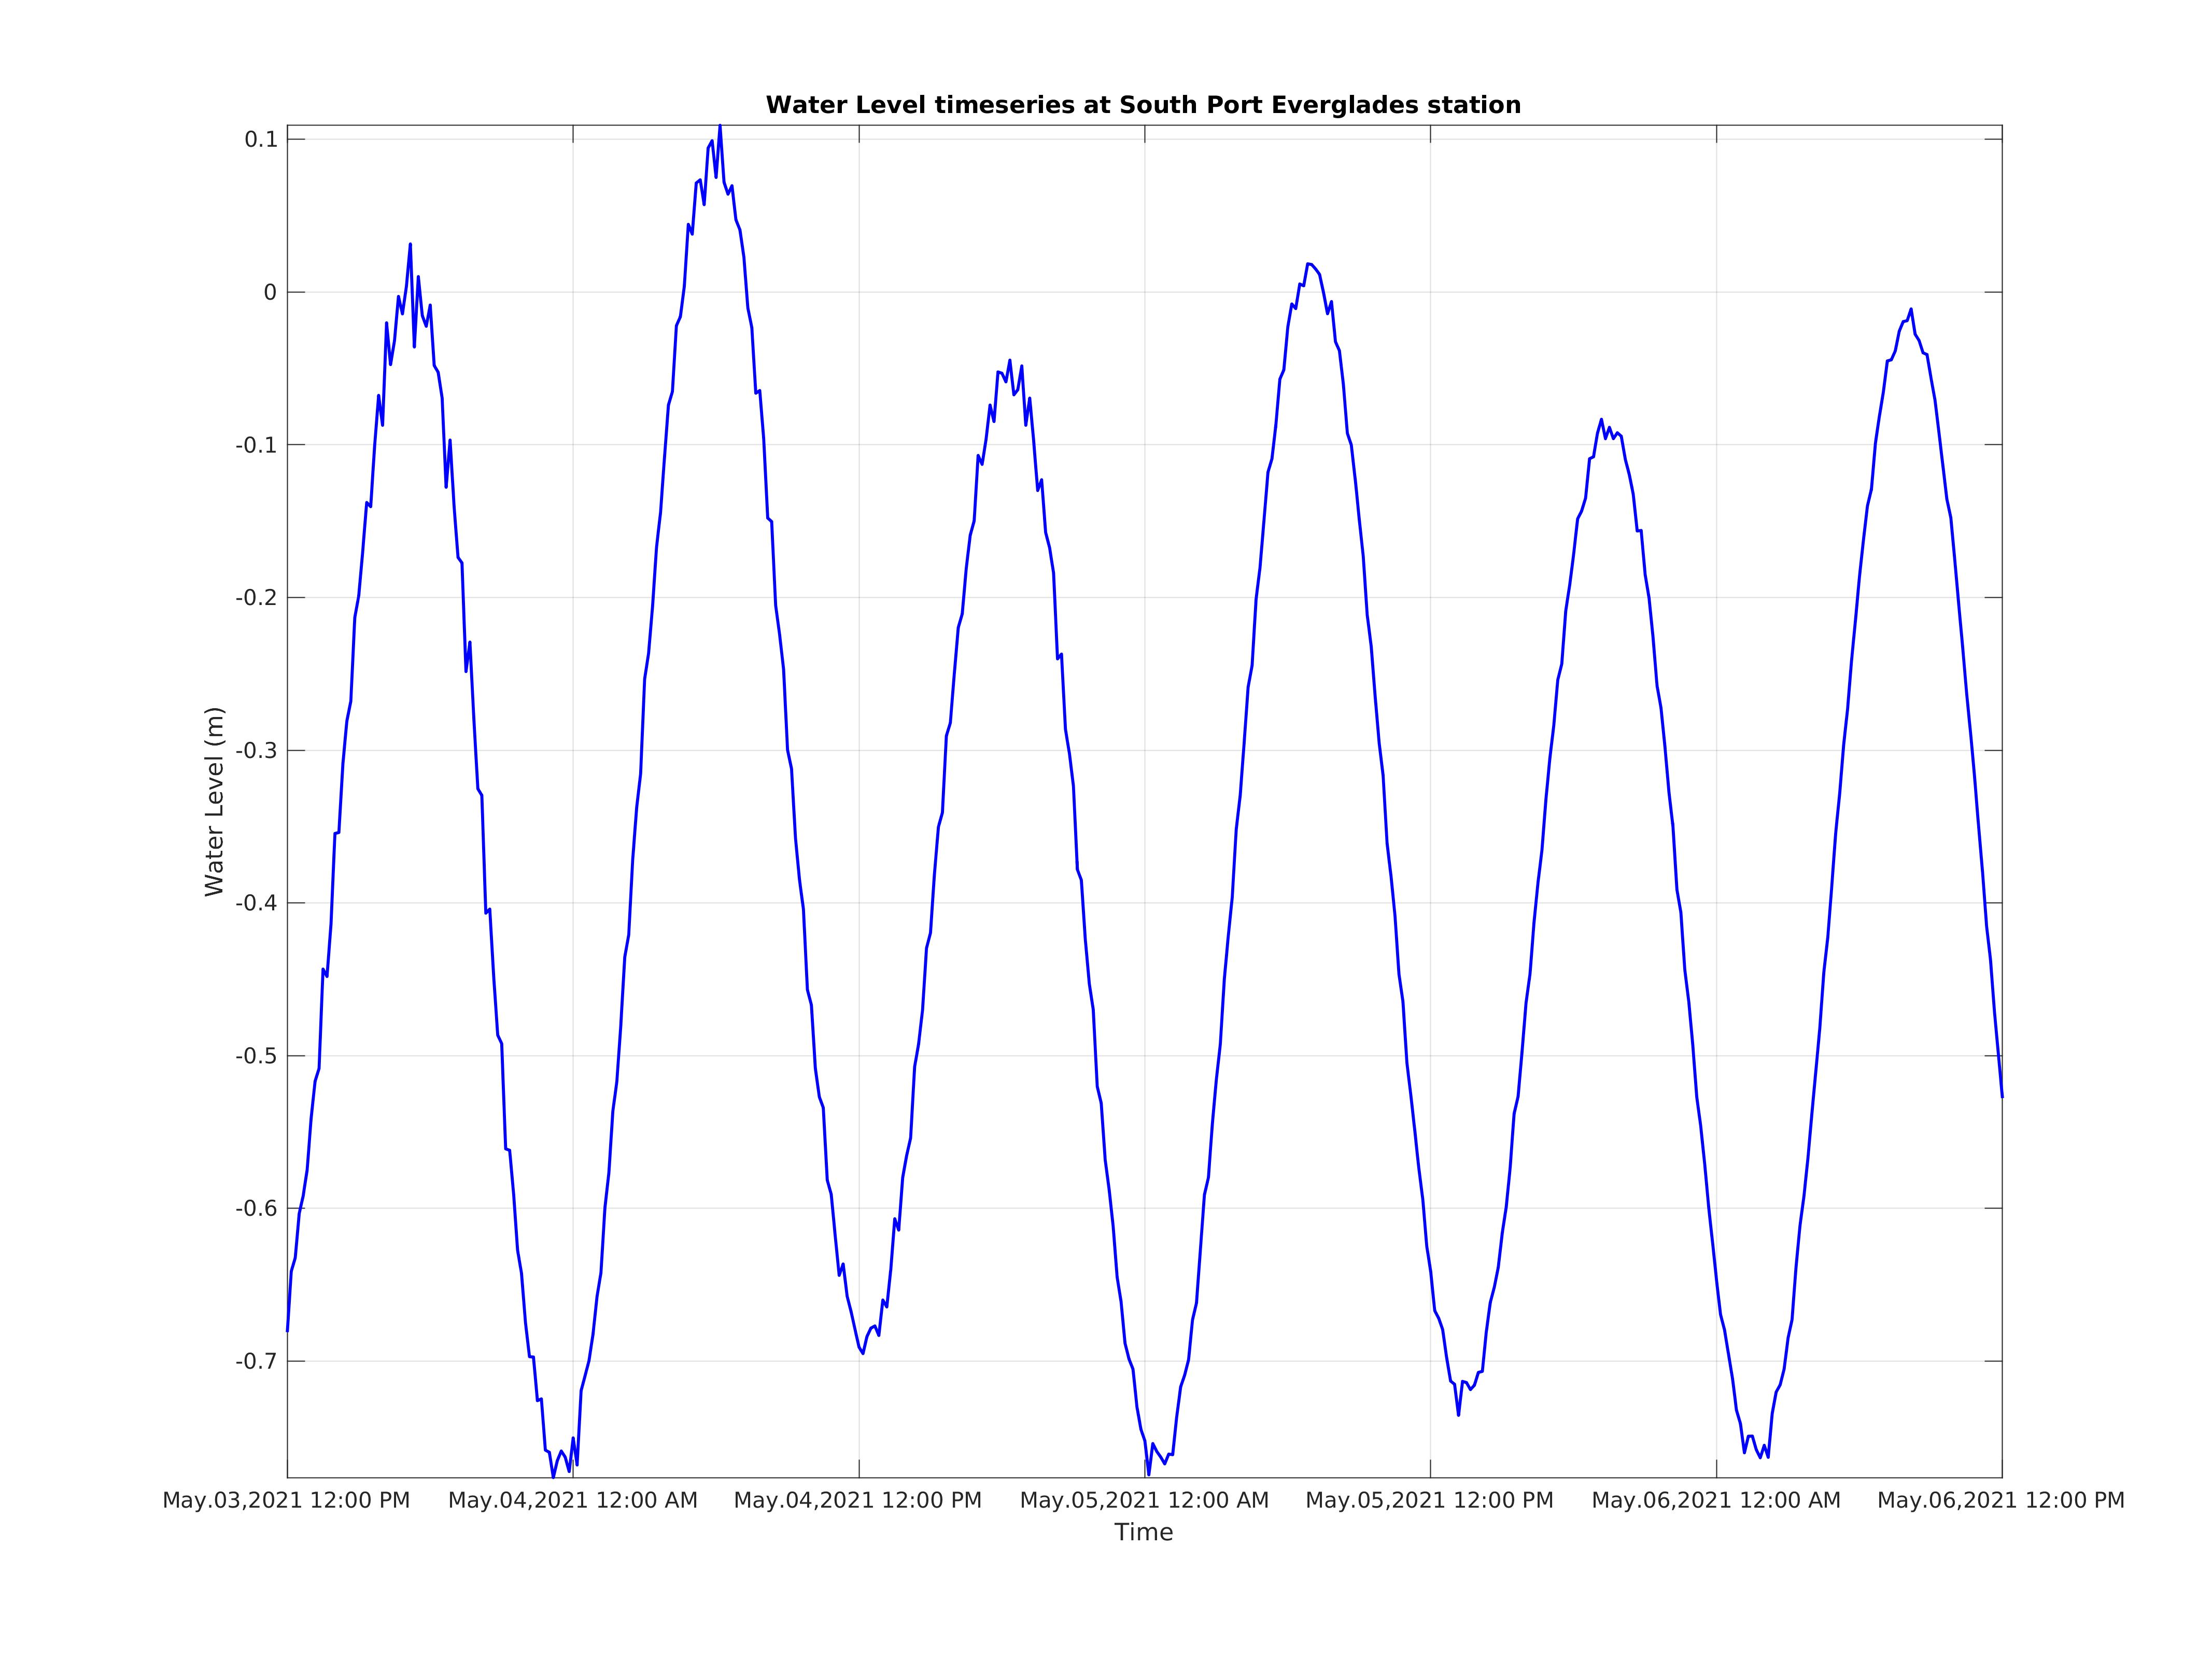 Water Level timeseries at South Port Everglades station
0.1
0
-0.1
-0.2
-0.3
-0.4
-0.5
-0.6
-0.7
Water Level (m)
May.03,2021 12:00 PM May.04,2021 12:00 AM May.04,2021 12:00 PM May.05,2021 12:00 AM May.05,2021 12:00 PM May.06,2021 12:00 AM May.06,2021 12:00 PM
Time